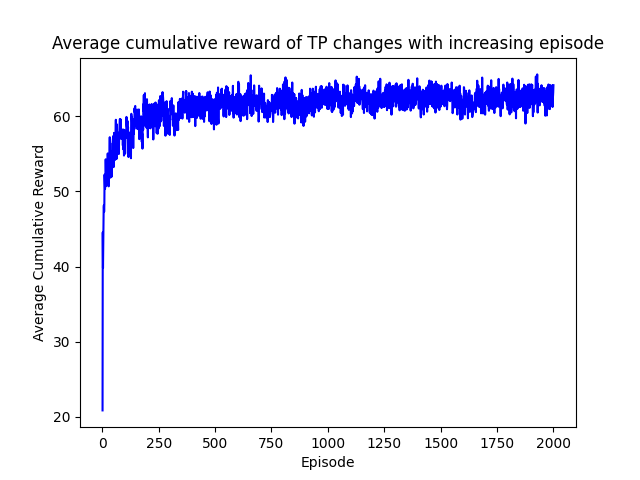 Average cumulative reward of TP changes with increasing episode
Average Cumulative Reward
60
50
40
30
20
0 250 500 750 1000 1250 1500 1750 2000
Episode